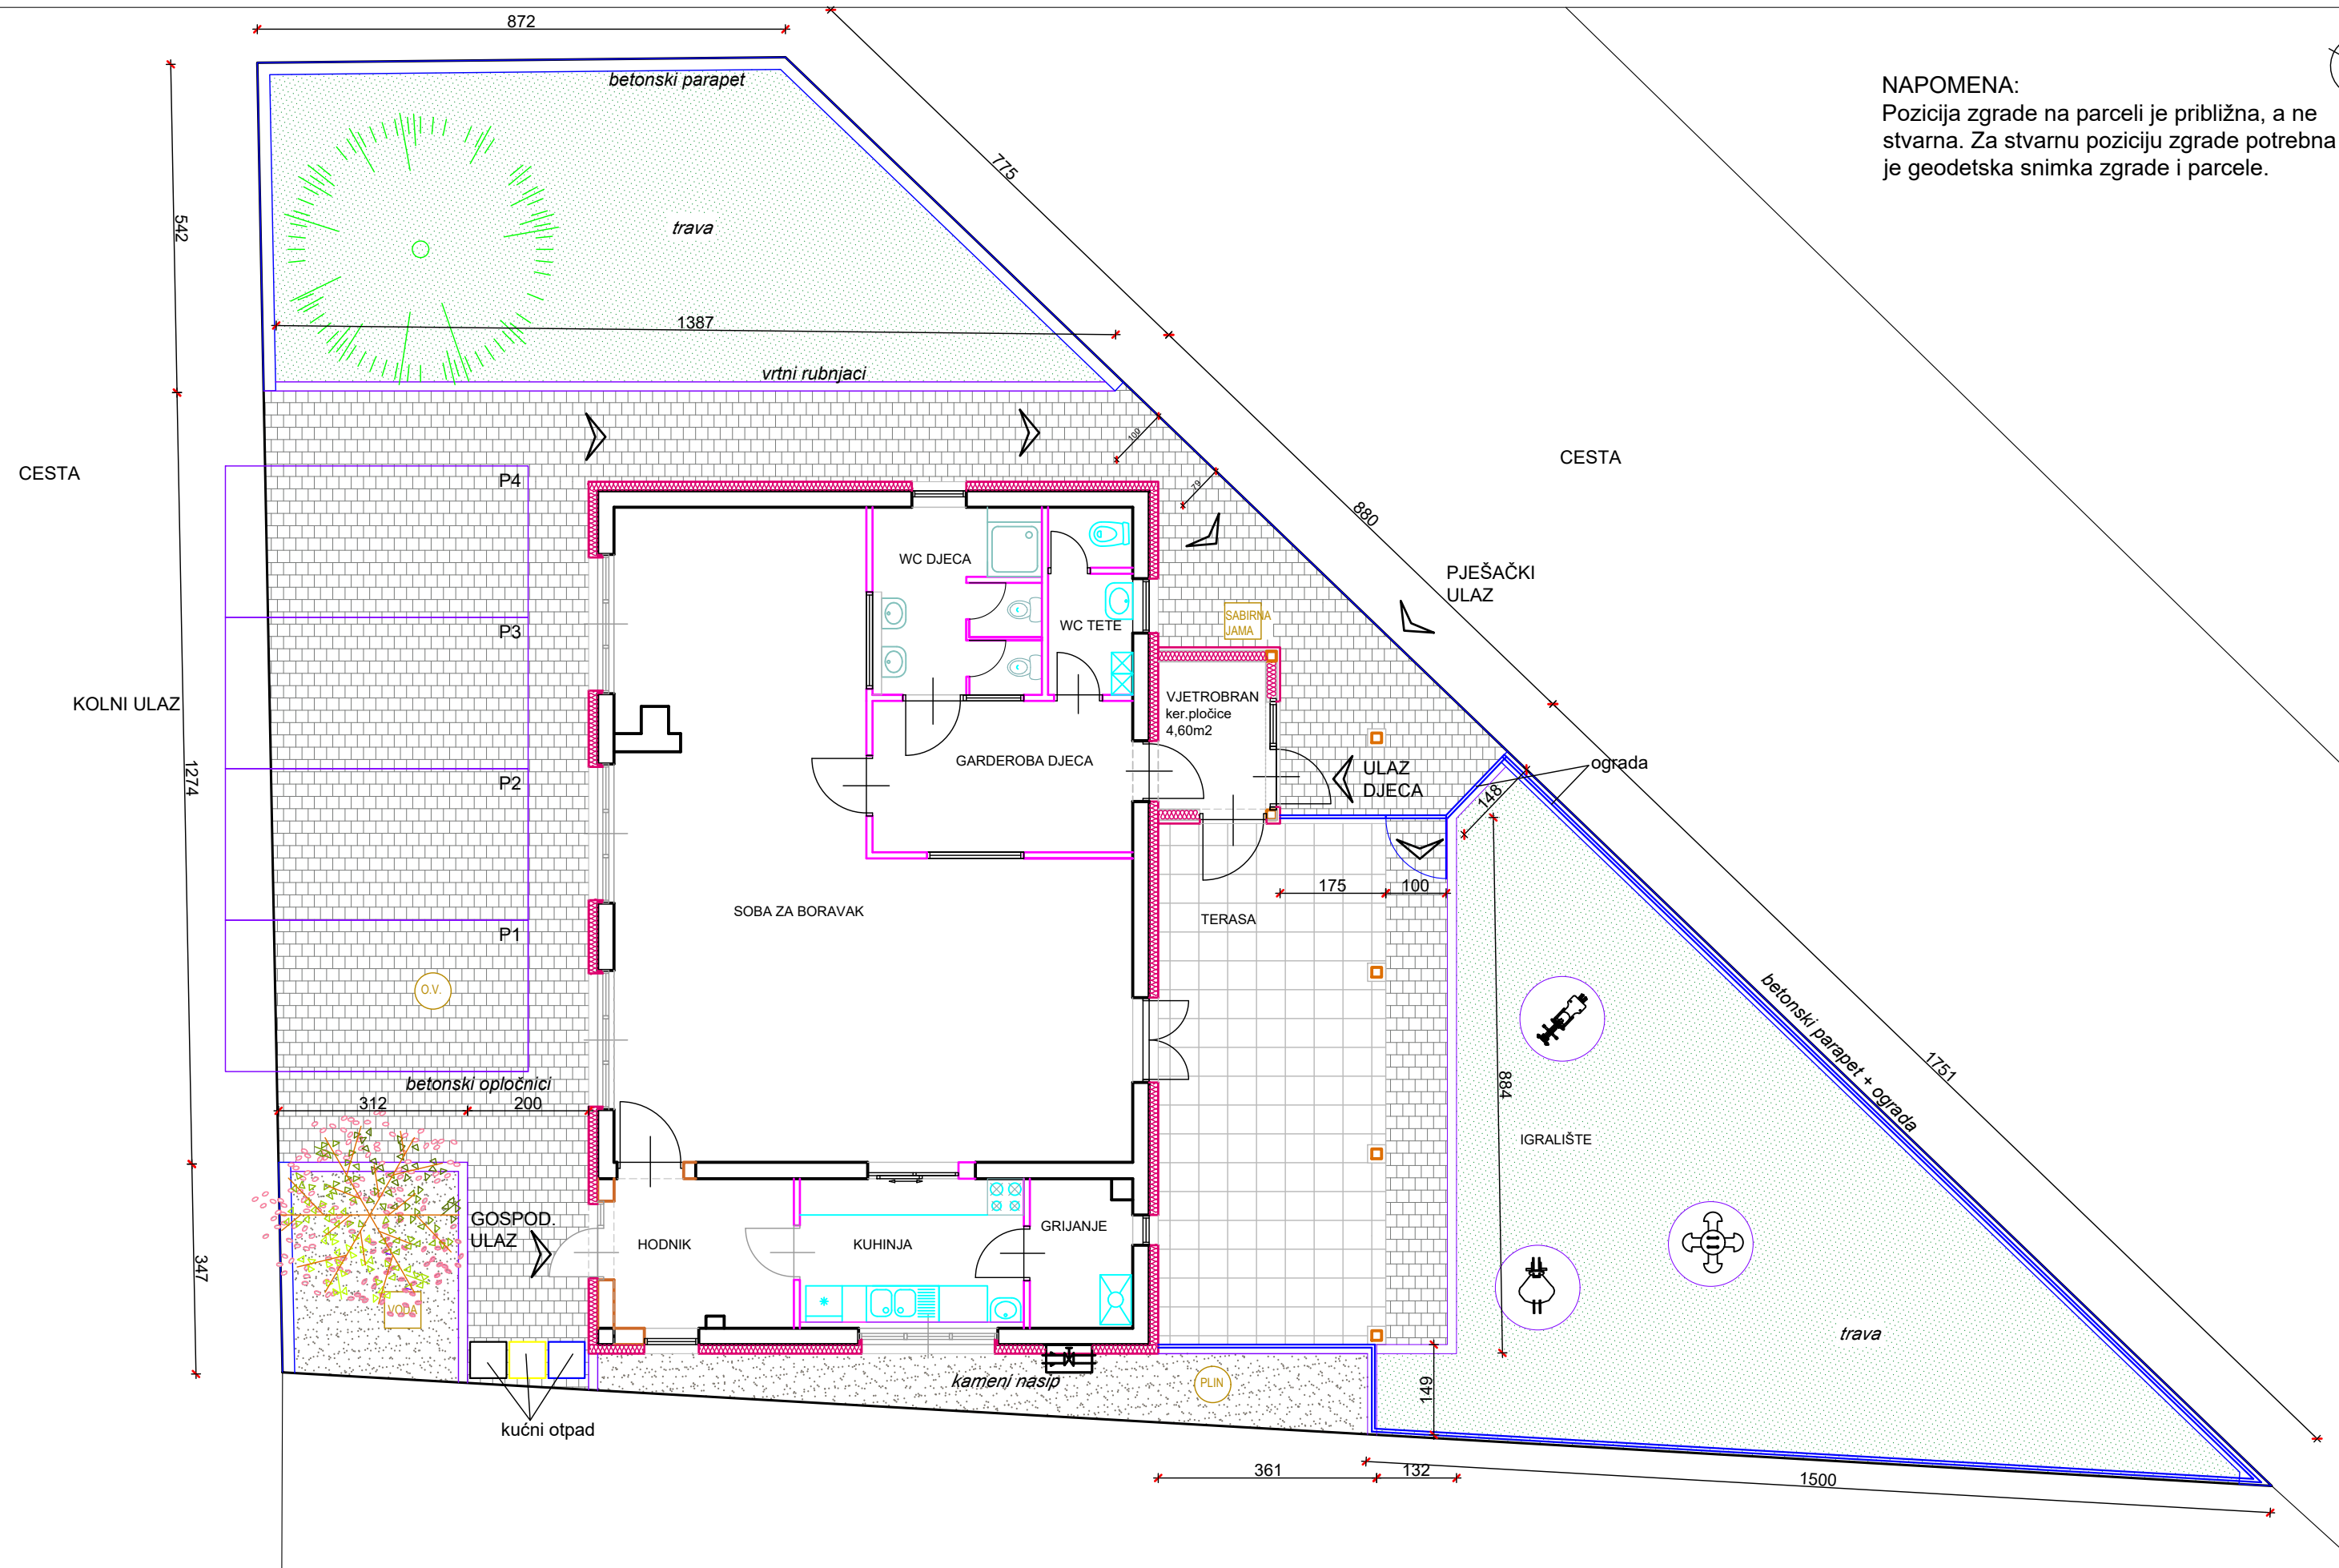 872
betonski parapet
775
NAPOMENA:
Pozicija zgrade na parceli je približna, a ne
stvarna. Za stvarnu poziciju zgrade potrebna
je geodetska snimka zgrade i parcele.
542
trava
1387
vrtni rubnjaci
CESTA
P4
100
79
880
CESTA
WC DJECA
PJEŠAČKI
ULAZ
SABIRNA
JAMA
WC TETE
P3
KOLNI ULAZ
VJETROBRAN
ker.pločice
4,60m2
GARDEROBA DJECA
ULAZ
DJECA
ograda
1274
P2
148
175
100
SOBA ZA BORAVAK
TERASA
P1
O.V.
betonski parapet + ograda
1751
884
betonski opločnici
312
200
IGRALIŠTE
GOSPOD.
ULAZ
HODNIK
KUHINJA
GRIJANJE
347
VODA
trava
kameni nasip
PLIN
149
kućni otpad
361
132
1500